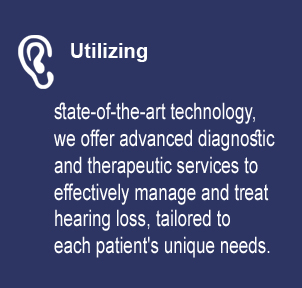 Utilizing
state-of-the-art technology,
we offer advanced diagnostic
and therapeutic services to
effectively manage and treat
hearing loss, tailored to
each patient's unique needs.